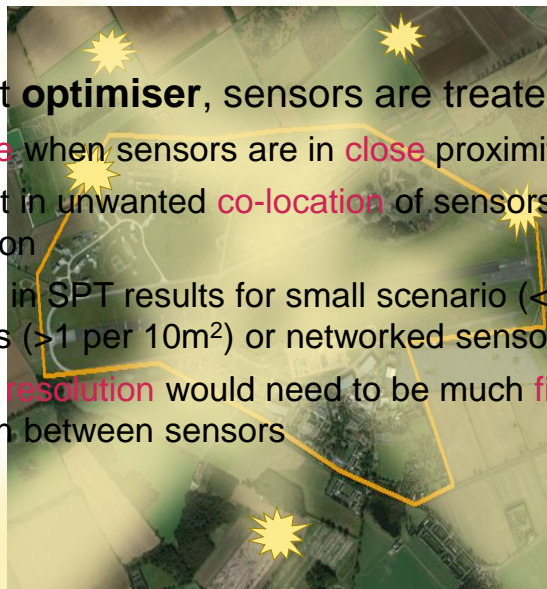 t optimiser, sensors are treate
e when sensors are in close proximi
t in unwanted co-location of sensors
on
in SPT results for small scenario (<
s (>1 per 10m²) or networked senso
resolution would need to be much fi
n between sensors